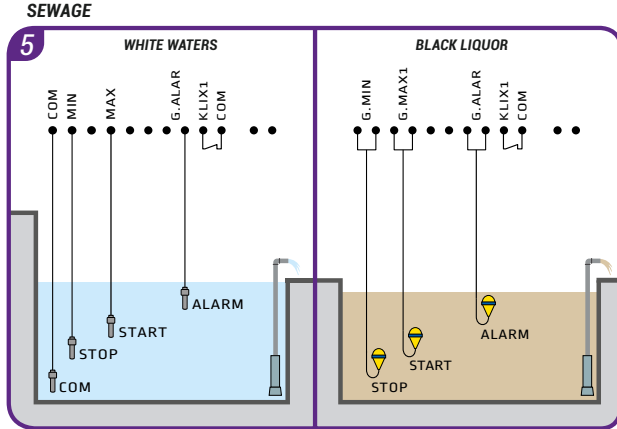 SEWAGE
5
WHITE WATERS
COM
MIN
MAX
G.ALAR
KLIX1
COM
ALARM
START
STOP
COM
BLACK LIQUOR
G.MIN
G.MAX1
G.ALAR
KLIX1
COM
ALARM
START
STOP